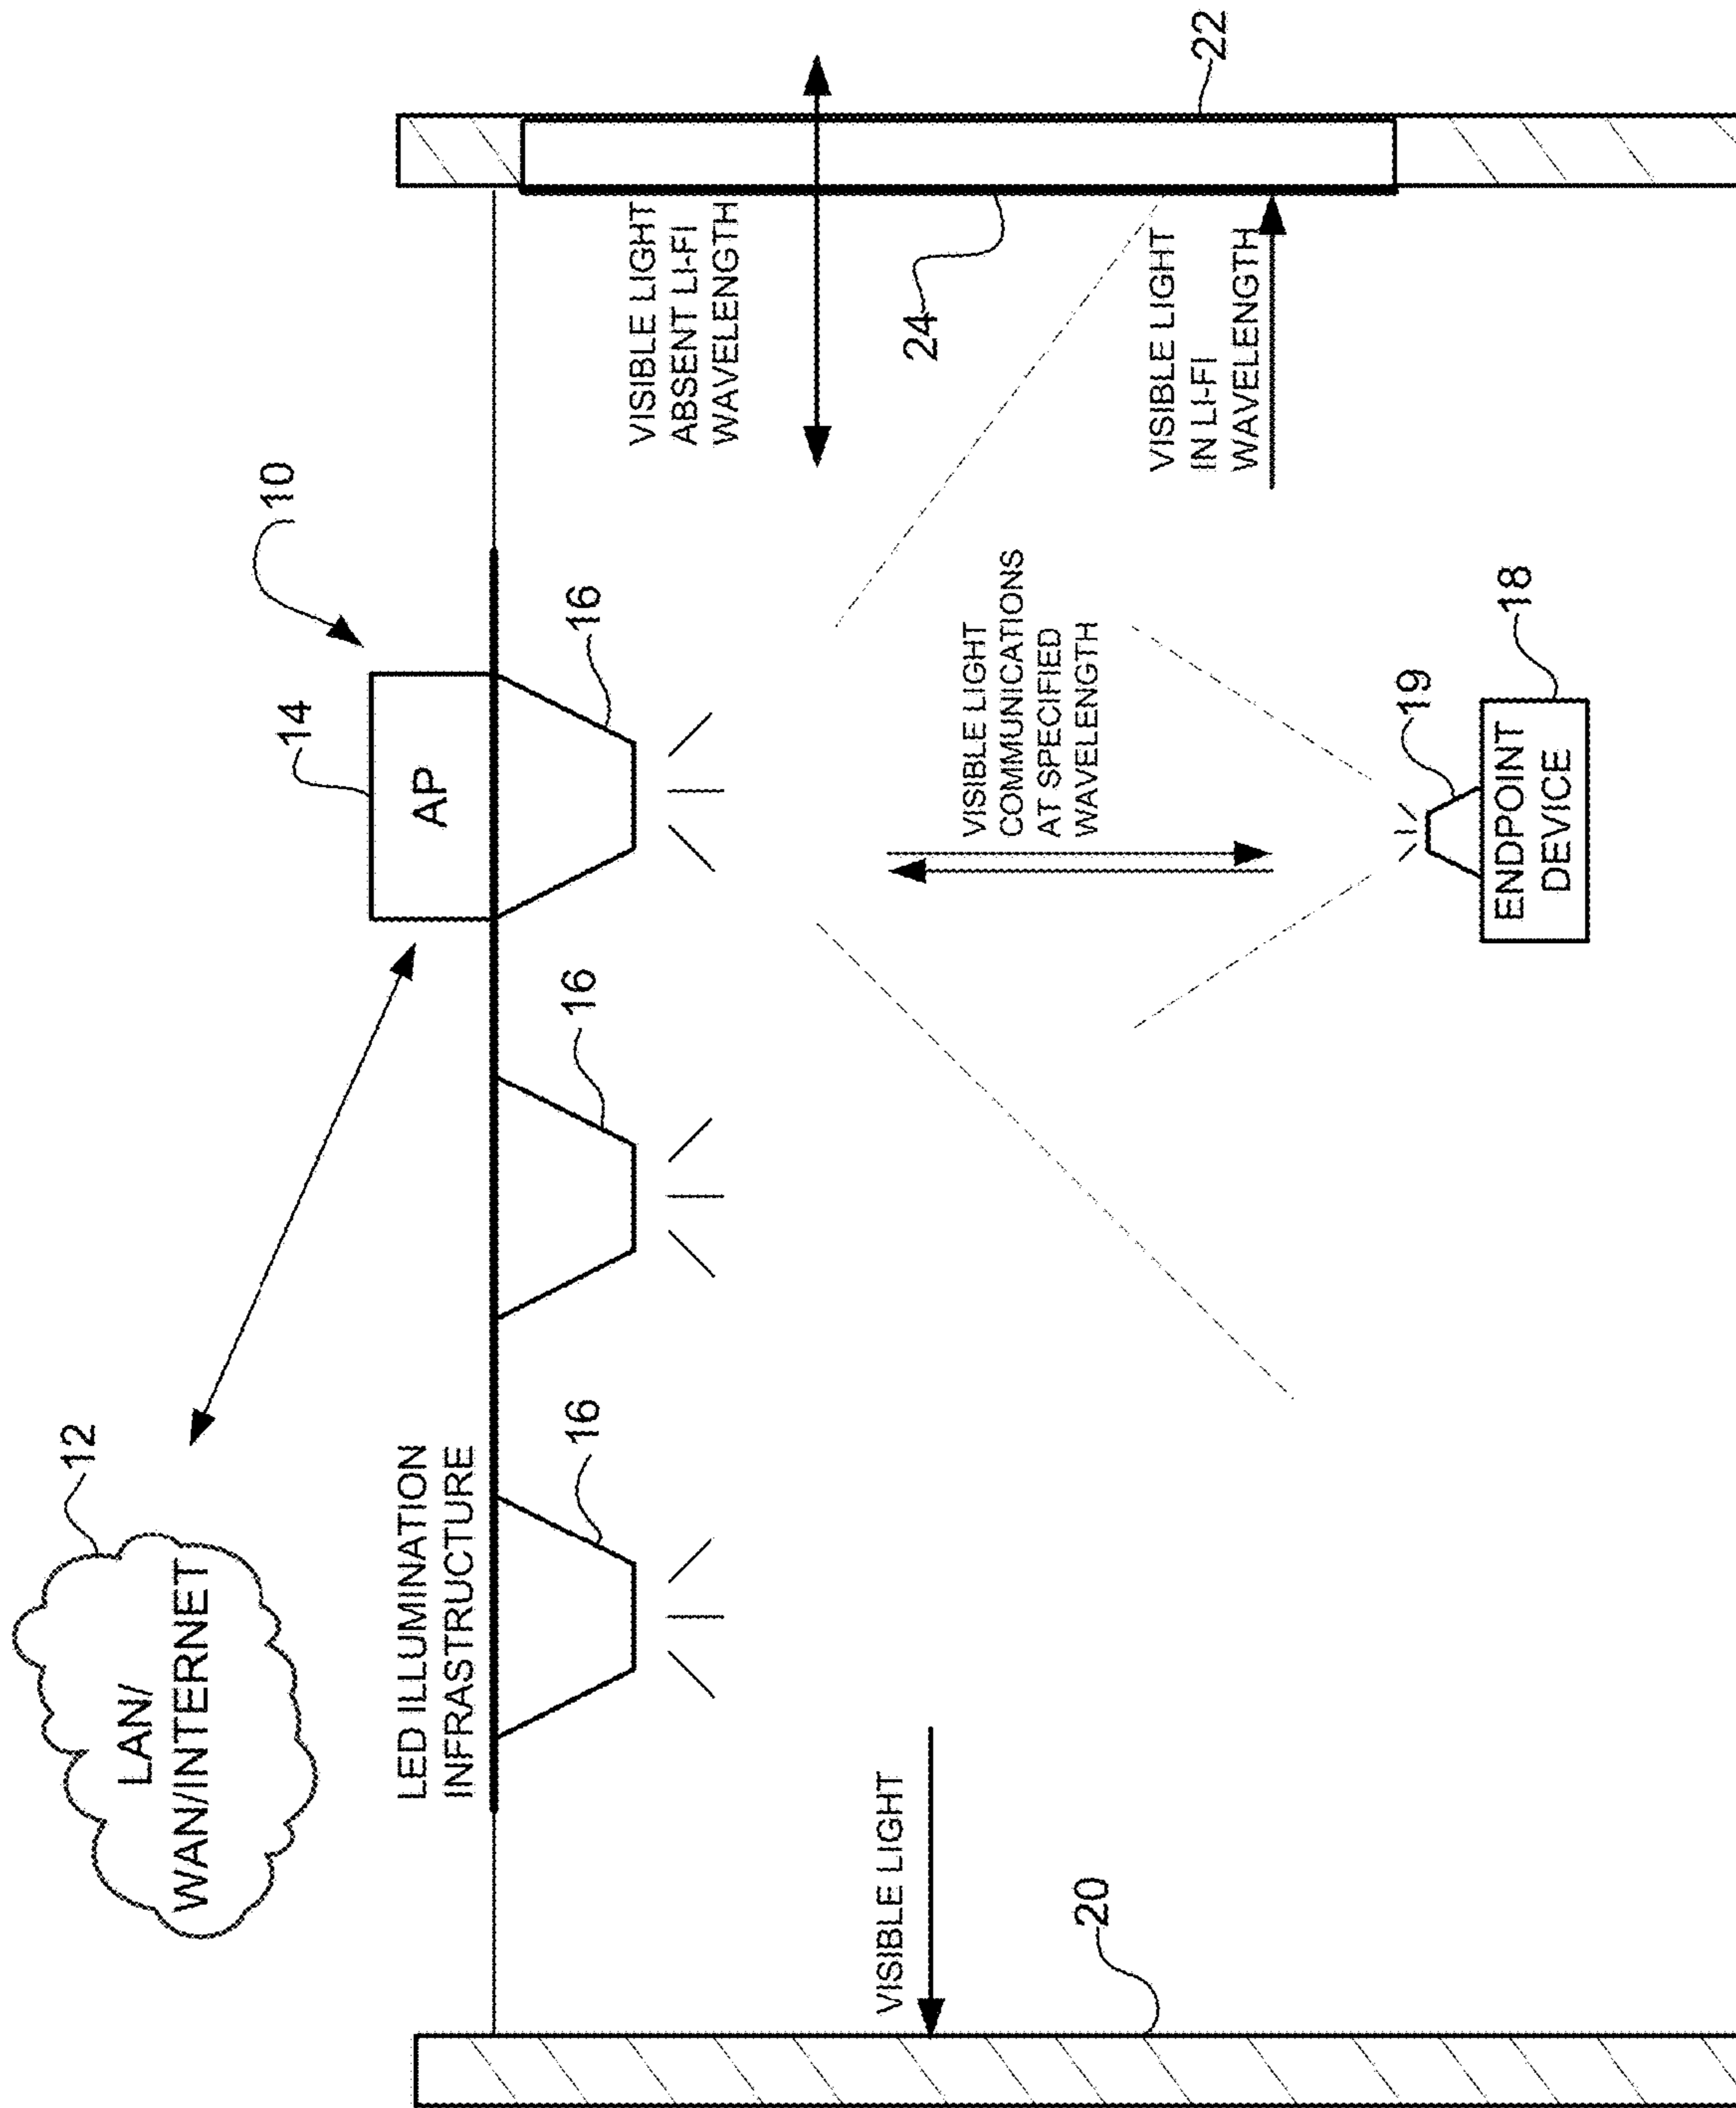 12
LAN/
WAN/INTERNET
10
14
AP
LED ILLUMINATION
INFRASTRUCTURE
16
16
16
VISIBLE LIGHT
ABSENT LI-FI
WAVELENGTH
VISIBLE LIGHT
24
VISIBLE LIGHT
COMMUNICATIONS
AT SPECIFIED
WAVELENGTH
VISIBLE LIGHT
IN LI-FI
WAVELENGTH
22
20
19
18
ENDPOINT
DEVICE